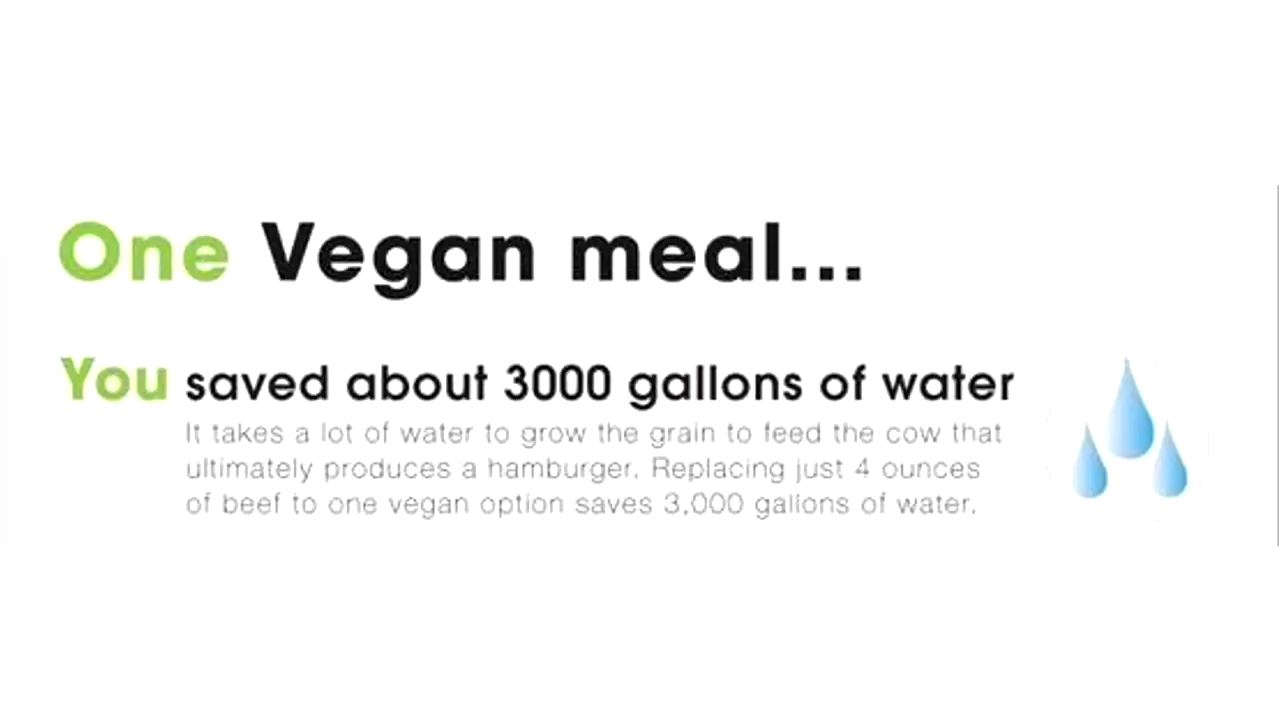 One Vegan meal...
You saved about 3000 gallons of water
It takes a lot of water to grow the grain to feed the cow that
ultimately produces a hamburger. Replacing just 4 ounces
of beef to one vegan option saves 3,000 gallons of water.